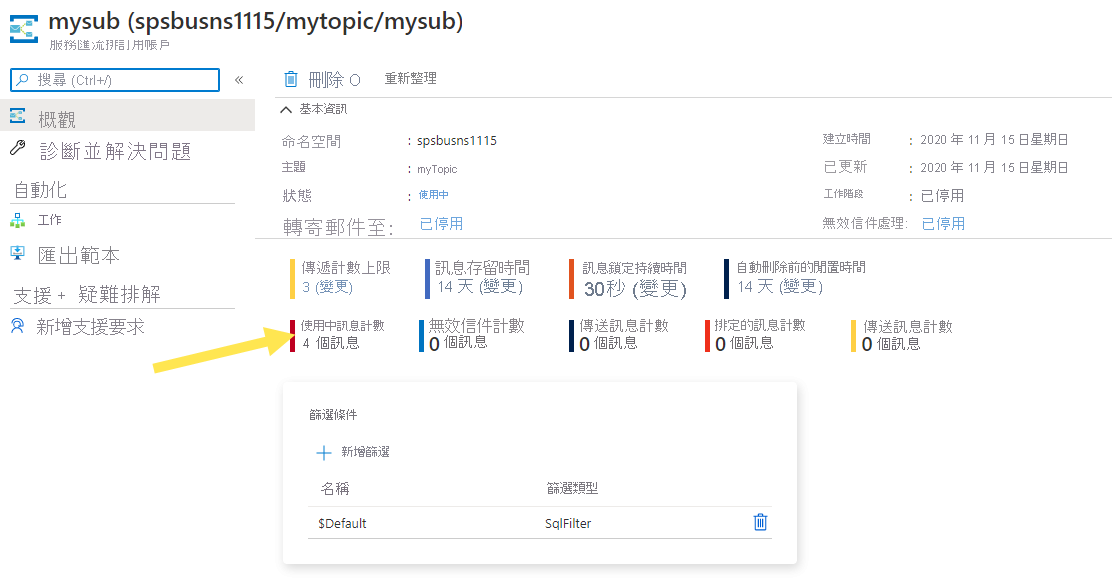 mysub (spsbusns1115/mytopic/mysub)
服務匯流排訂用帳戶
搜尋 (Ctrl+/)
«
刪除
重新整理
概觀
診斷並解決問題
自動化
工作
匯出範本
支援 + 疑難排解
新增支援要求
基本資訊
命名空間 : spsbusns1115
主題 : myTopic
狀態 : 使用中
轉寄郵件至: 已停用
建立時間 : 2020 年 11 月 15 日星期日
已更新 : 2020 年 11 月 15 日星期日
工作階段 : 已停用
無效信件處理: 已停用
傳遞計數上限
3 (變更)
訊息存留時間
14 天 (變更)
訊息鎖定持續時間
30秒 (變更)
自動刪除前的閒置時間
14 天 (變更)
使用中訊息計數
4 個訊息
無效信件計數
0 個訊息
傳送訊息計數
0 個訊息
排定的訊息計數
0 個訊息
傳送訊息計數
0 個訊息
篩選條件
新增篩選
名稱 篩選類型
$Default SqlFilter